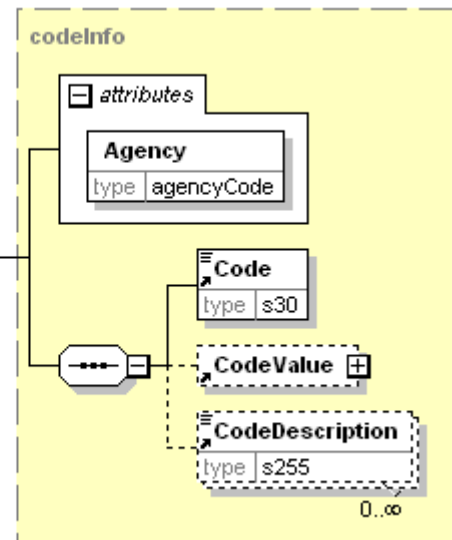 codeInfo
attributes
Agency
type agencyCode
Code
type s30
CodeValue
CodeDescription
type s255
0..∞